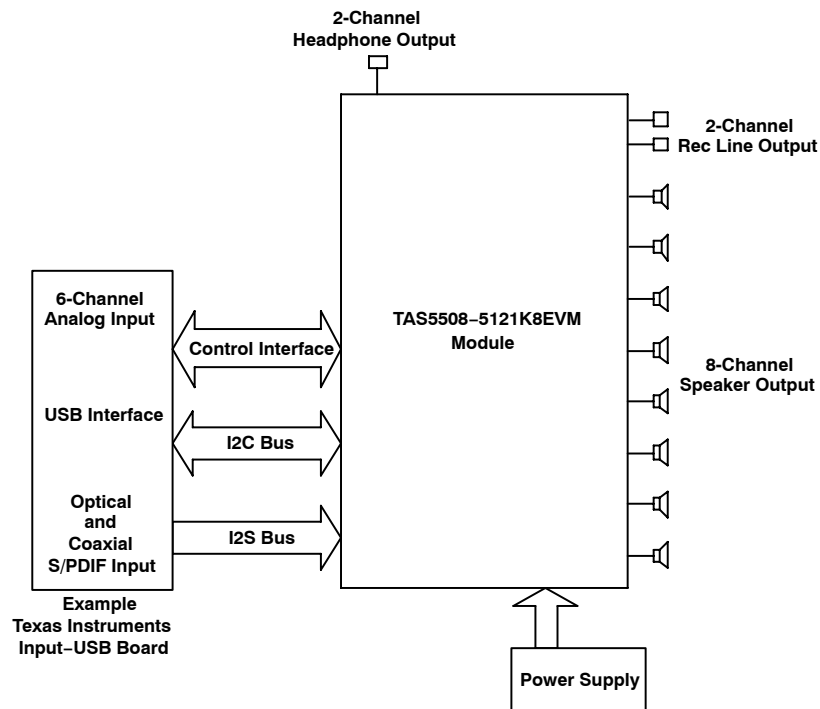 2-Channel
Headphone Output
2-Channel
Rec Line Output
6-Channel
Analog Input
Control Interface
TAS5508−5121K8EVM
Module
8-Channel
Speaker Output
USB Interface
I2C Bus
Optical
and
Coaxial
S/PDIF Input
I2S Bus
Example
Texas Instruments
Input−USB Board
Power Supply